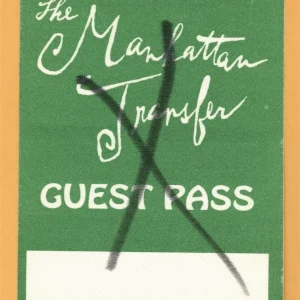 The
Manhattan
Transfer
GUEST PASS